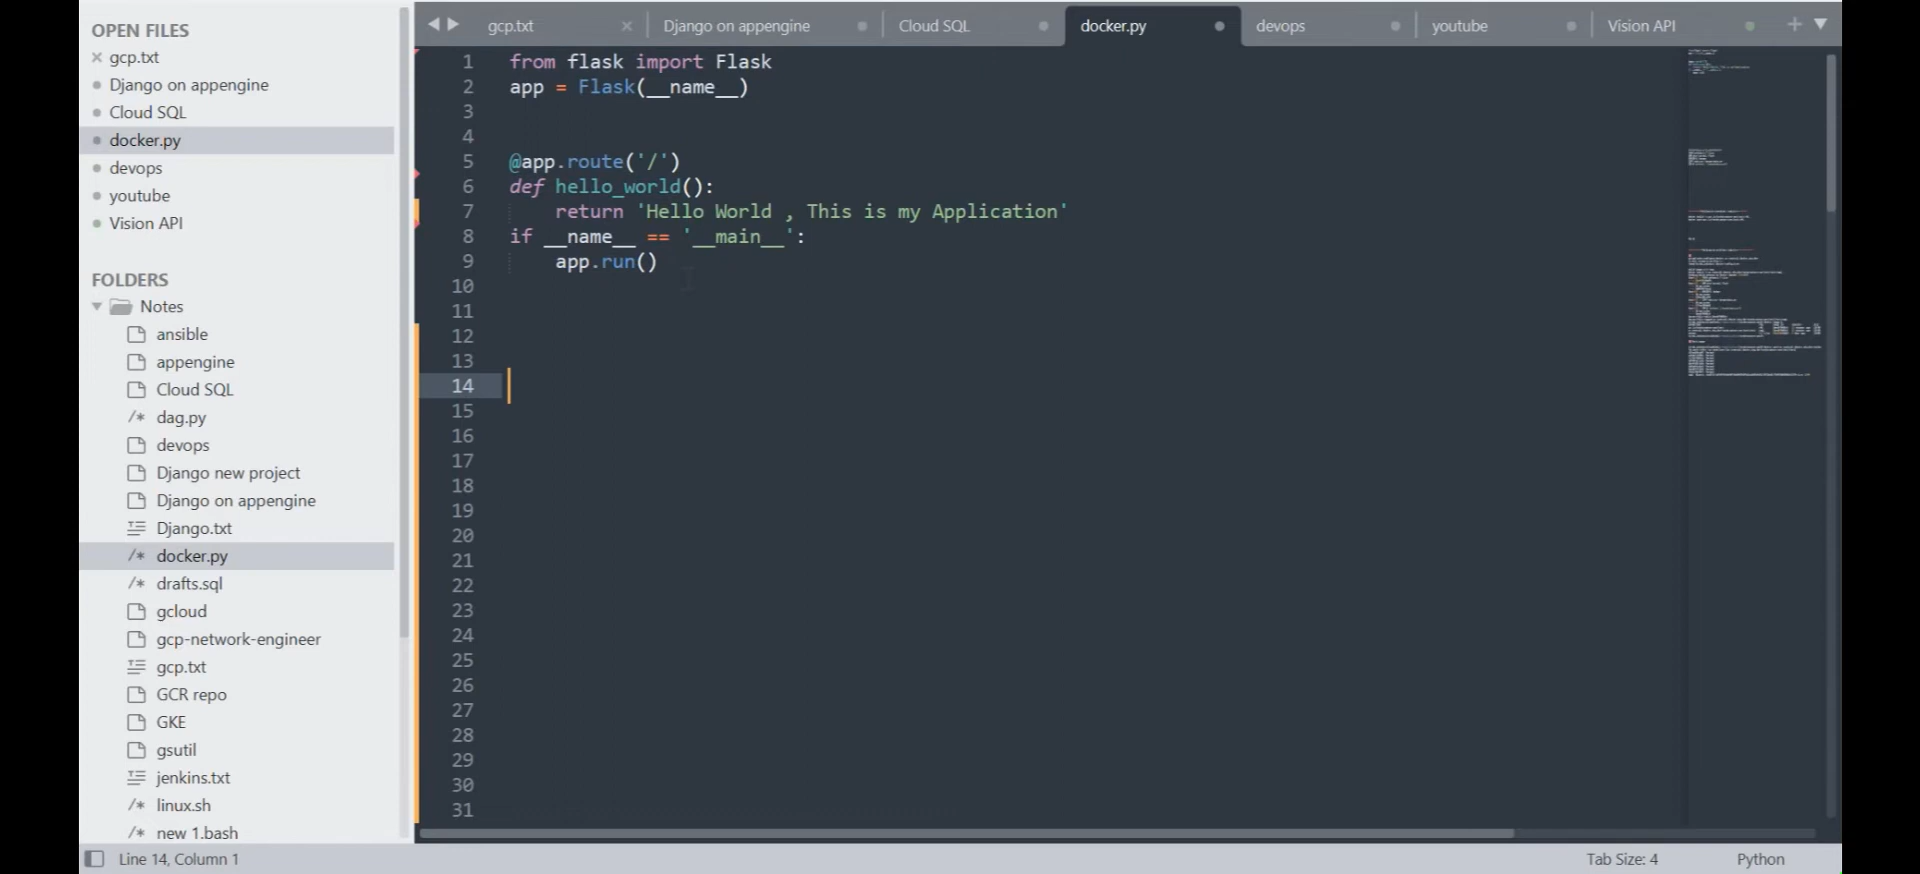 OPEN FILES
gcp.txt
Django on appengine
Cloud SQL
docker.py
devops
youtube
Vision API
FOLDERS
Notes
ansible
appengine
Cloud SQL
dag.py
devops
Django new project
Django on appengine
Django.txt
docker.py
drafts.sql
gcloud
gcp-network-engineer
gcp.txt
GCR repo
GKE
gsutil
jenkins.txt
linux.sh
new 1.bash
gcp.txt Django on appengine Cloud SQL docker.py devops youtube Vision API
1 from flask import Flask
2 app = Flask(__name__)
3
4
5 @app.route('/')
6 def hello_world():
7 return 'Hello World , This is my Application'
8 if __name__ == '__main__':
9 app.run()
10
11
12
13
14
15
16
17
18
19
20
21
22
23
24
25
26
27
28
29
30
31
Line 14, Column 1 Tab Size: 4 Python